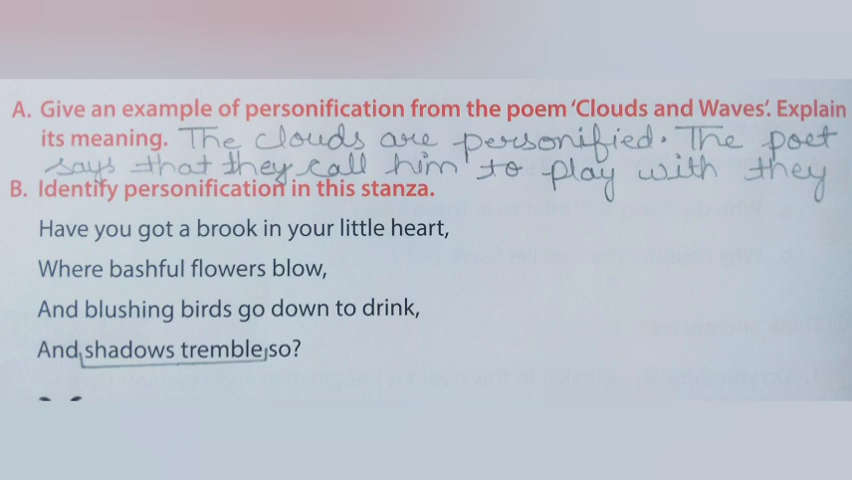 A. Give an example of personification from the poem ‘Clouds and Waves’. Explain
its meaning. The clouds are personified. The poet
says that they call him to play with they
B. Identify personification in this stanza.
Have you got a brook in your little heart,
Where bashful flowers blow,
And blushing birds go down to drink,
And shadows tremble so?